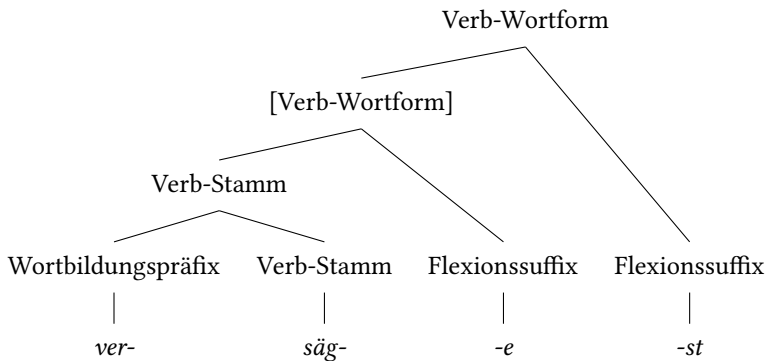 Verb-Wortform
[Verb-Wortform]
Verb-Stamm
Wortbildungspräfix Verb-Stamm Flexionssuffix Flexionssuffix
ver- säg- -e -st